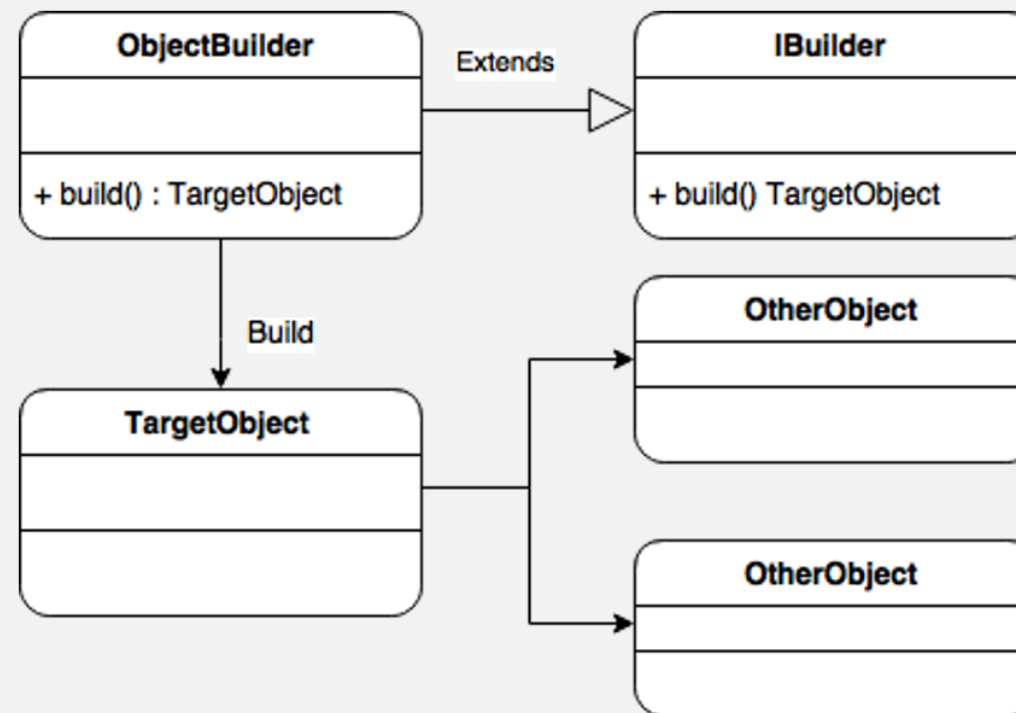 ObjectBuilder
+ build() : TargetObject
Extends
IBuilder
+ build() TargetObject
Build
TargetObject
OtherObject
OtherObject